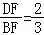 DF/BF = 2/3